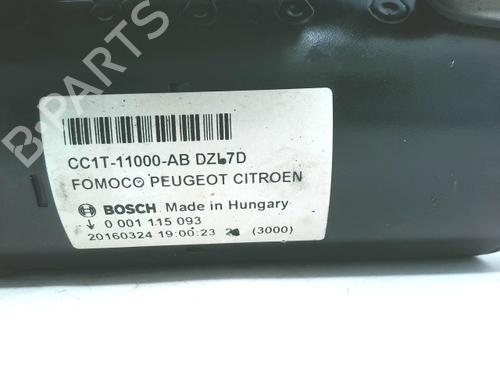 B-PARTS
CC1T-11000-AB DZL7D
FOMOCO PEUGEOT CITROEN
BOSCH Made in Hungary
↓ 0 001 115 093
20160324 19:00:23 (3000)